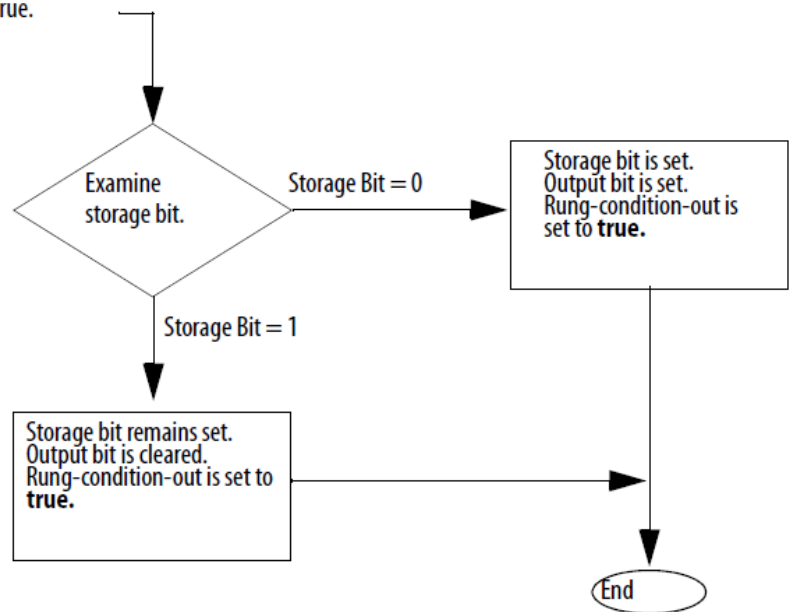 rue.
Examine
storage bit.
Storage Bit = 0
Storage bit is set.
Output bit is set.
Rung-condition-out is
set to true.
Storage Bit = 1
Storage bit remains set.
Output bit is cleared.
Rung-condition-out is set to
true.
End